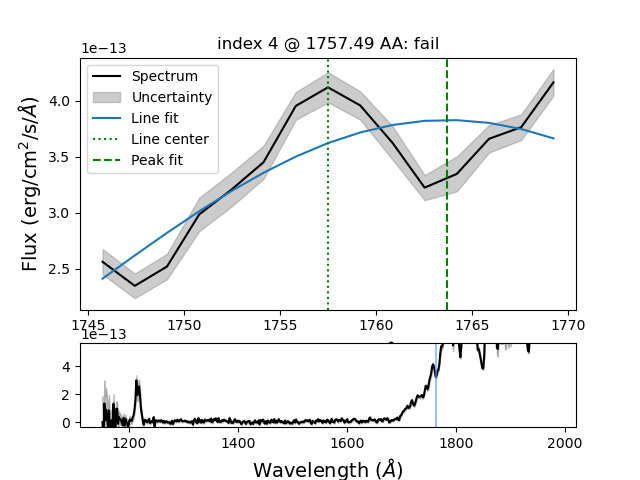 index 4 @ 1757.49 AA: fail
1e−13
Spectrum
Uncertainty
Line fit
Line center
Peak fit
4.0
3.5
3.0
2.5
Flux (erg/cm²/s/Å)
1745 1750 1755 1760 1765 1770
1e−13
4
2
0
1200 1400 1600 1800 2000
Wavelength (Å)